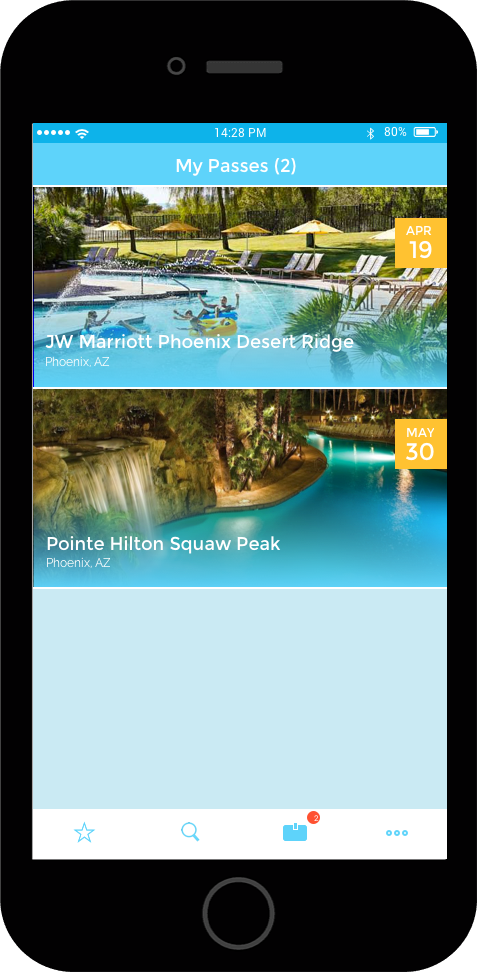 14:28 PM
80%
My Passes (2)
APR
19
JW Marriott Phoenix Desert Ridge
Phoenix, AZ
MAY
30
Pointe Hilton Squaw Peak
Phoenix, AZ
2